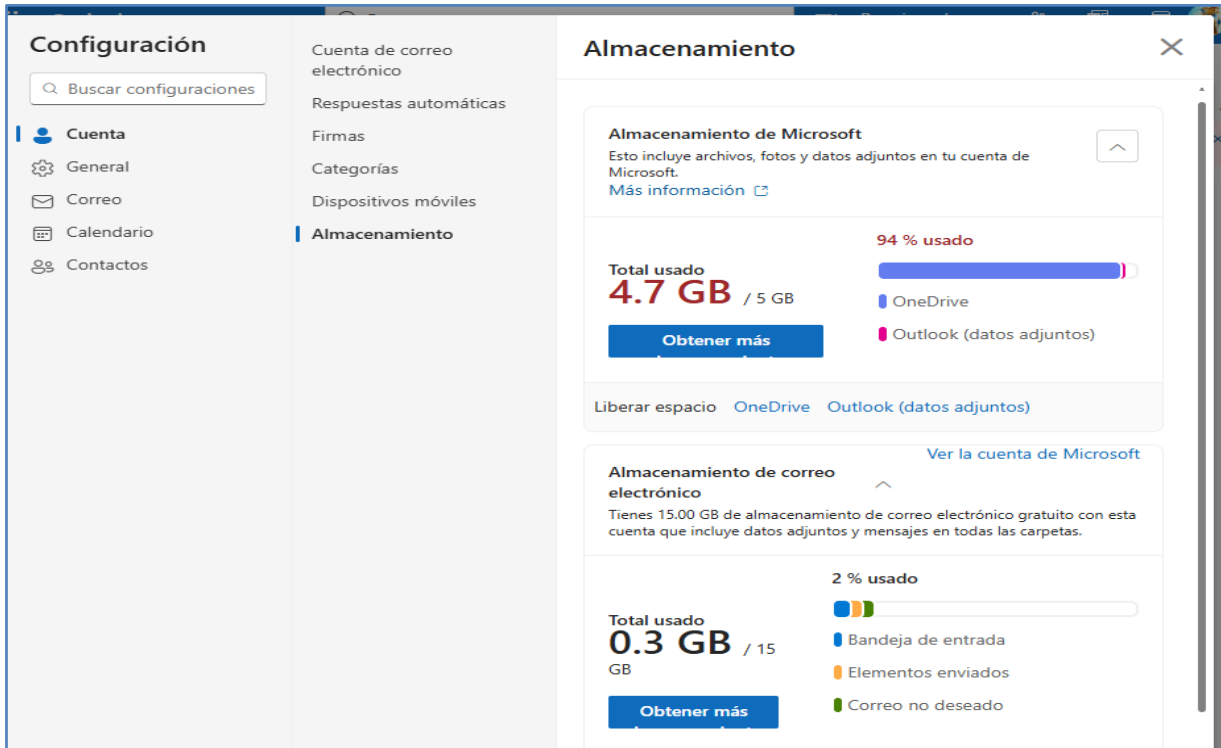 Configuración
Buscar configuraciones
Cuenta
General
Correo
Calendario
Contactos
Cuenta de correo
electrónico
Respuestas automáticas
Firmas
Categorías
Dispositivos móviles
Almacenamiento
Almacenamiento
Almacenamiento de Microsoft
Esto incluye archivos, fotos y datos adjuntos en tu cuenta de
Microsoft.
Más información
94 % usado
Total usado
4.7 GB / 5 GB
OneDrive
Outlook (datos adjuntos)
Obtener más
Liberar espacio OneDrive Outlook (datos adjuntos)
Ver la cuenta de Microsoft
Almacenamiento de correo
electrónico
Tienes 15.00 GB de almacenamiento de correo electrónico gratuito con esta
cuenta que incluye datos adjuntos y mensajes en todas las carpetas.
2 % usado
Total usado
0.3 GB / 15
GB
Bandeja de entrada
Elementos enviados
Correo no deseado
Obtener más